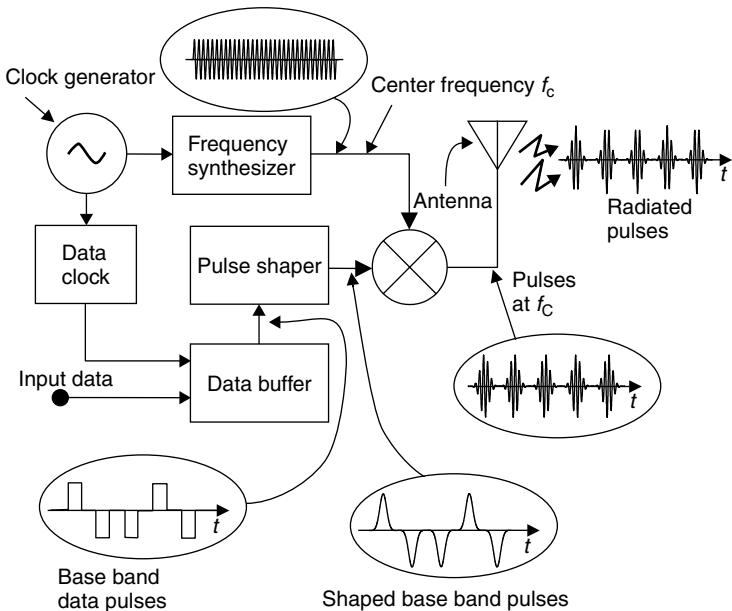 Clock generator
Center frequency fc
Frequency
synthesizer
Antenna
t
Radiated
pulses
Data
clock
Pulse shaper
Pulses
at fC
Input data
Data buffer
t
t
t
Base band
data pulses
Shaped base band pulses